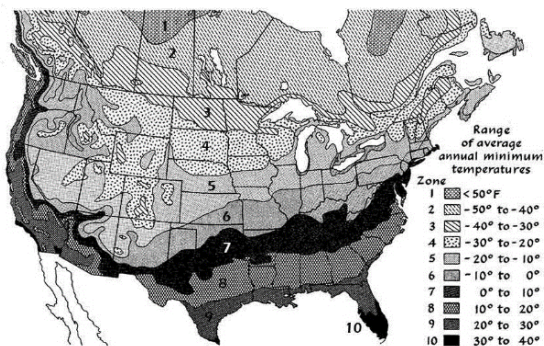 1
2
3
4
5
6
7
8
9
10
Range
of average
annual minimum
temperatures
Zone
1 <50°F
2 -50° to -40°
3 -40° to -30°
4 -30° to -20°
5 -20° to -10°
6 -10° to 0°
7 0° to 10°
8 10° to 20°
9 20° to 30°
10 30° to 40°